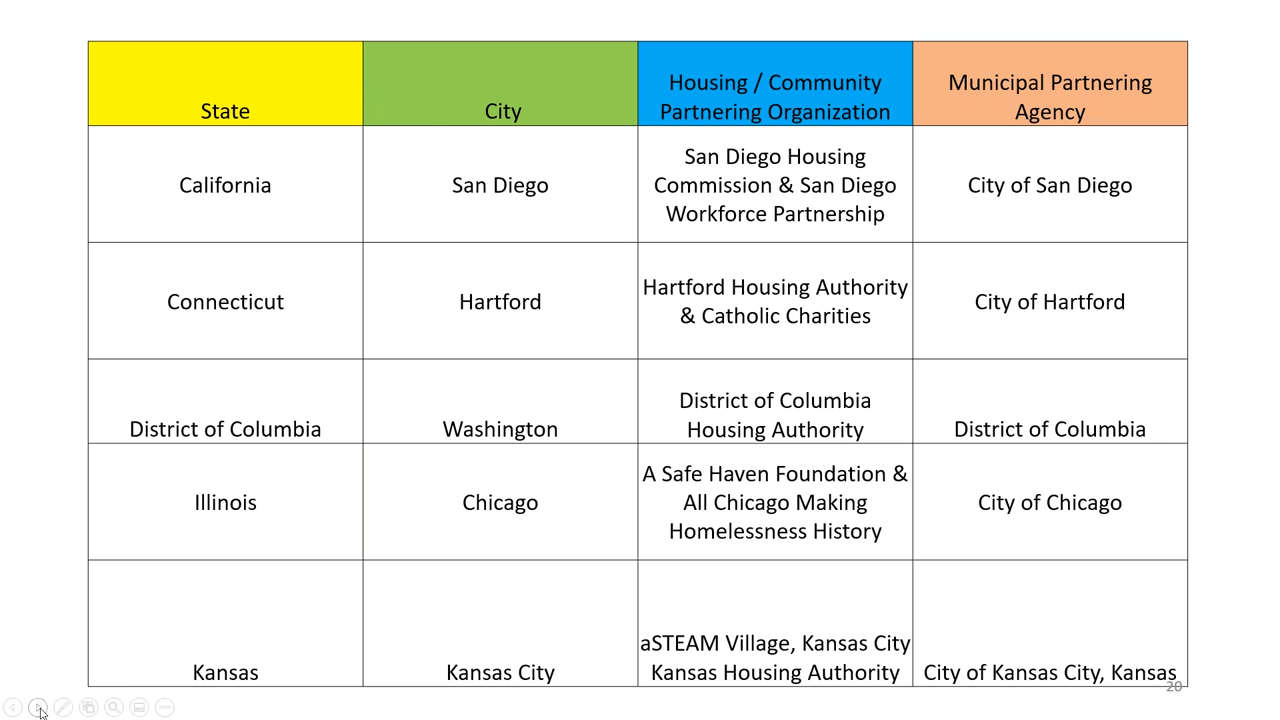 State
City
Housing / Community
Partnering Organization
Municipal Partnering
Agency
California
San Diego
San Diego Housing
Commission & San Diego
Workforce Partnership
City of San Diego
Connecticut
Hartford
Hartford Housing Authority
& Catholic Charities
City of Hartford
District of Columbia
Washington
District of Columbia
Housing Authority
District of Columbia
Illinois
Chicago
A Safe Haven Foundation &
All Chicago Making
Homelessness History
City of Chicago
Kansas
Kansas City
aSTEAM Village, Kansas City
Kansas Housing Authority
City of Kansas City, Kansas
20